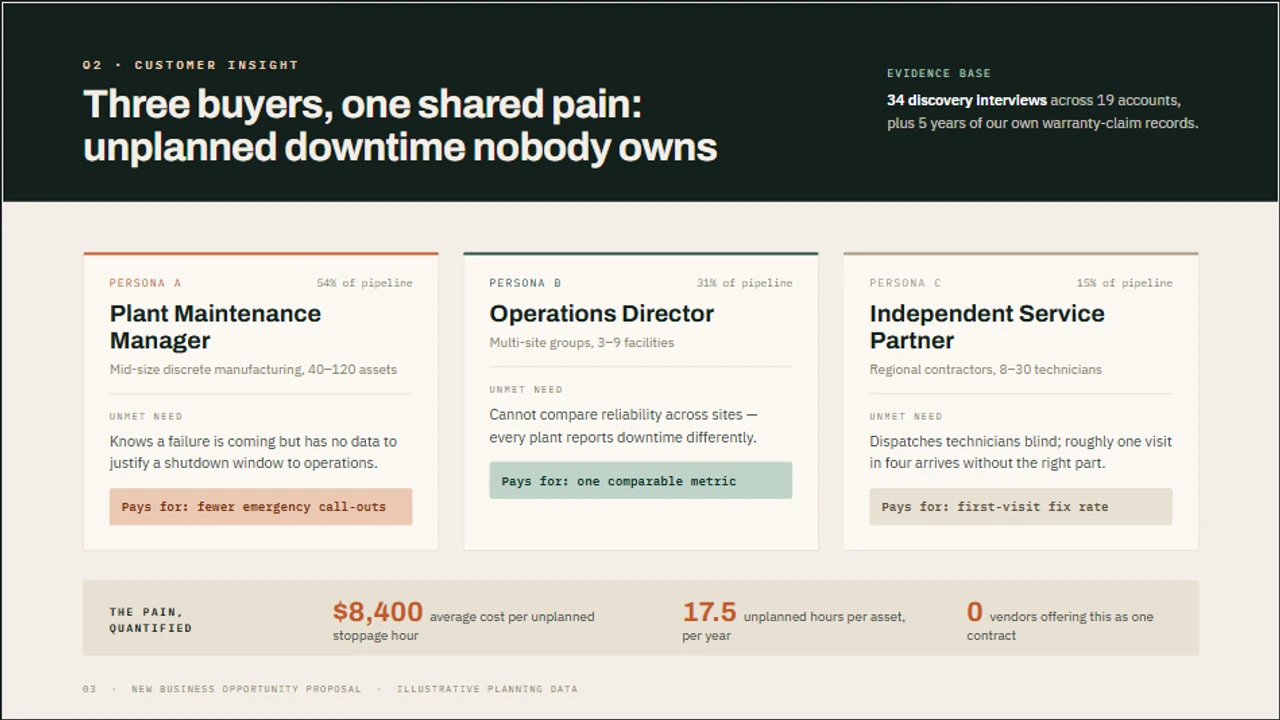 02 · CUSTOMER INSIGHT
Three buyers, one shared pain:
unplanned downtime nobody owns
EVIDENCE BASE
34 discovery interviews across 19 accounts,
plus 5 years of our own warranty-claim records.
PERSONA A
54% of pipeline
Plant Maintenance
Manager
Mid-size discrete manufacturing, 40–120 assets
UNMET NEED
Knows a failure is coming but has no data to
justify a shutdown window to operations.
Pays for: fewer emergency call-outs
PERSONA B
31% of pipeline
Operations Director
Multi-site groups, 3–9 facilities
UNMET NEED
Cannot compare reliability across sites —
every plant reports downtime differently.
Pays for: one comparable metric
PERSONA C
15% of pipeline
Independent Service
Partner
Regional contractors, 8–30 technicians
UNMET NEED
Dispatches technicians blind; roughly one visit
in four arrives without the right part.
Pays for: first-visit fix rate
THE PAIN,
QUANTIFIED
$8,400 average cost per unplanned
stoppage hour
17.5 unplanned hours per asset,
per year
0 vendors offering this as one
contract
03 · NEW BUSINESS OPPORTUNITY PROPOSAL · ILLUSTRATIVE PLANNING DATA